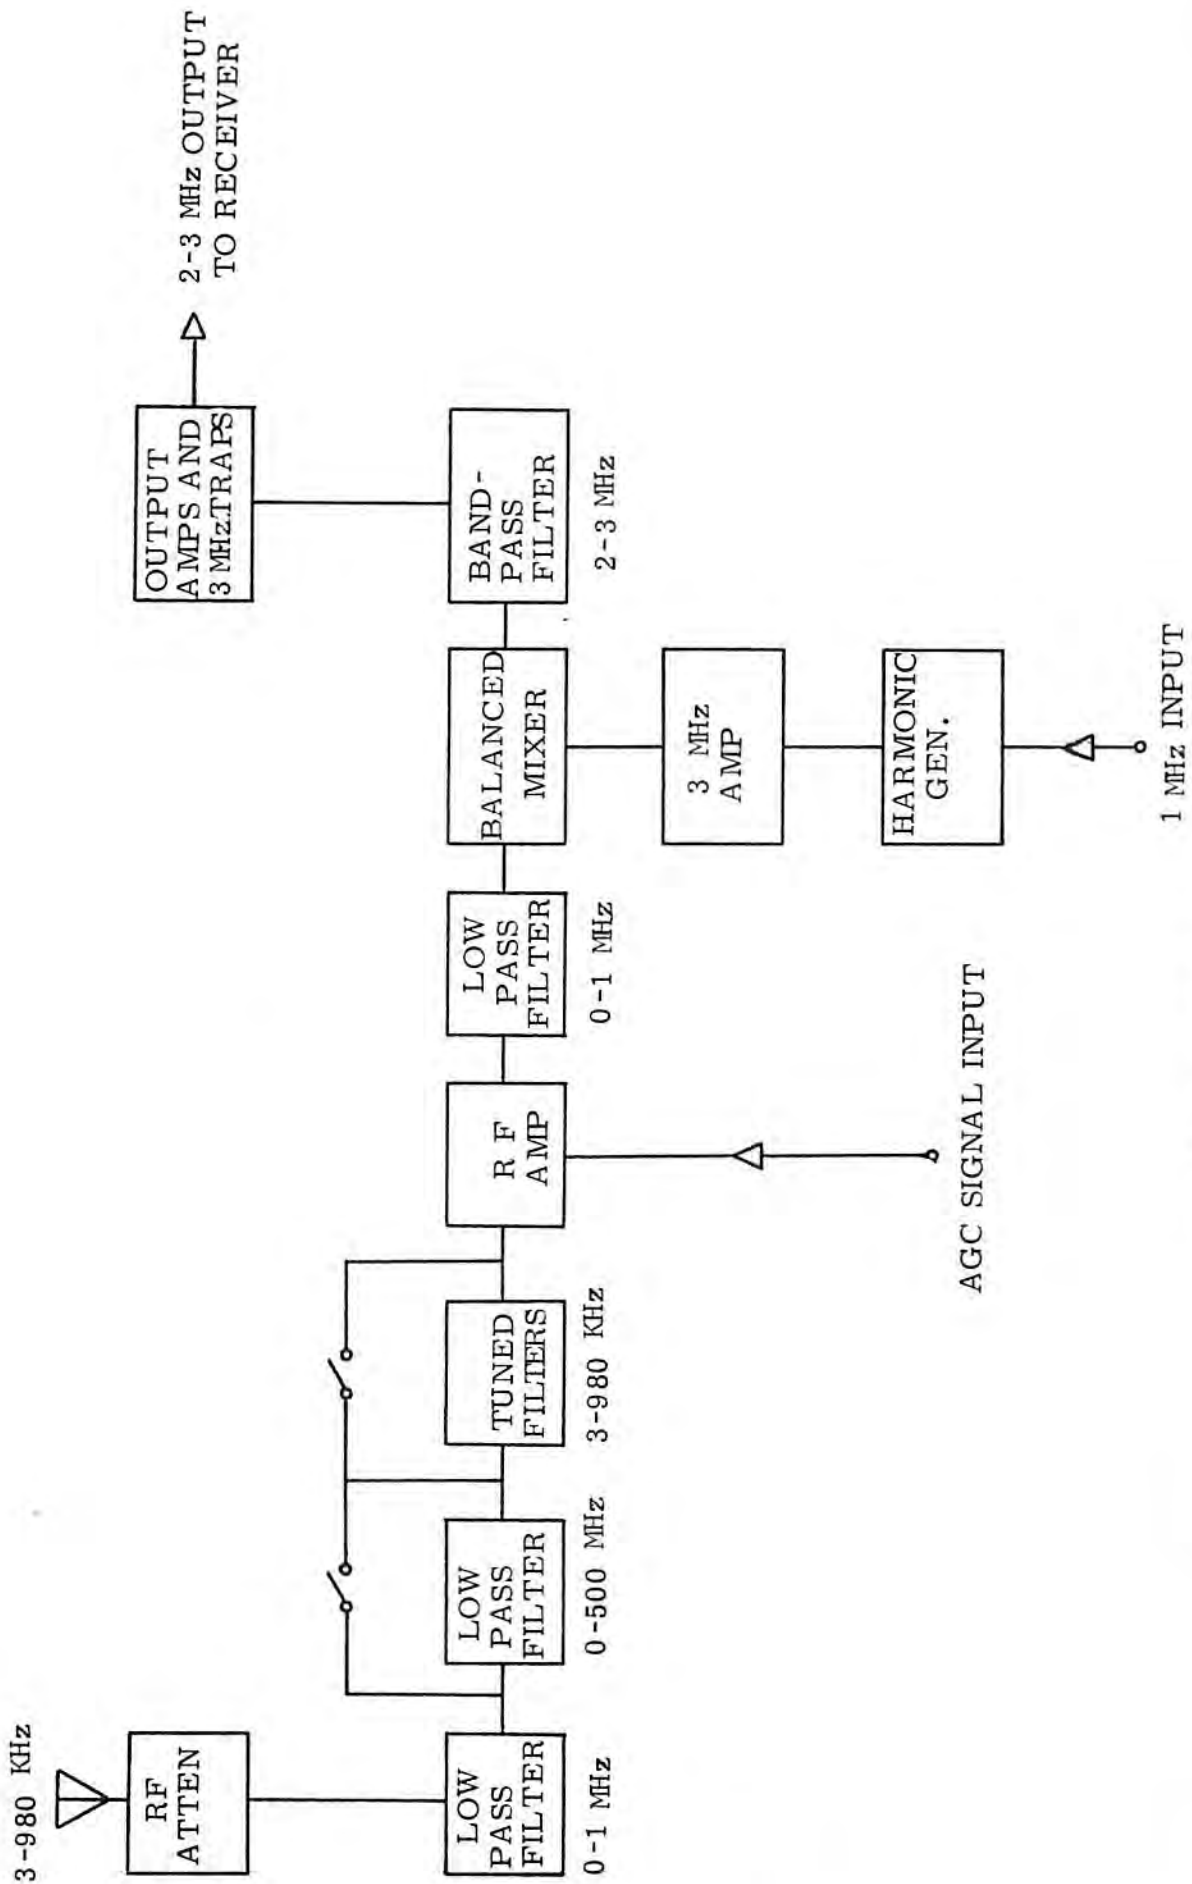 3-980 KHz
RF
ATTEN
LOW
PASS
FILTER
0-1 MHz
LOW
PASS
FILTER
0-500 MHz
TUNED
FILTERS
3-980 KHz
R F
AMP
AGC SIGNAL INPUT
LOW
PASS
FILTER
0-1 MHz
BALANCED
MIXER
3 MHz
AMP
HARMONIC
GEN.
1 MHz INPUT
BAND-
PASS
FILTER
2-3 MHz
OUTPUT
AMPS AND
3 MHz.TRAPS
2-3 MHz OUTPUT
TO RECEIVER